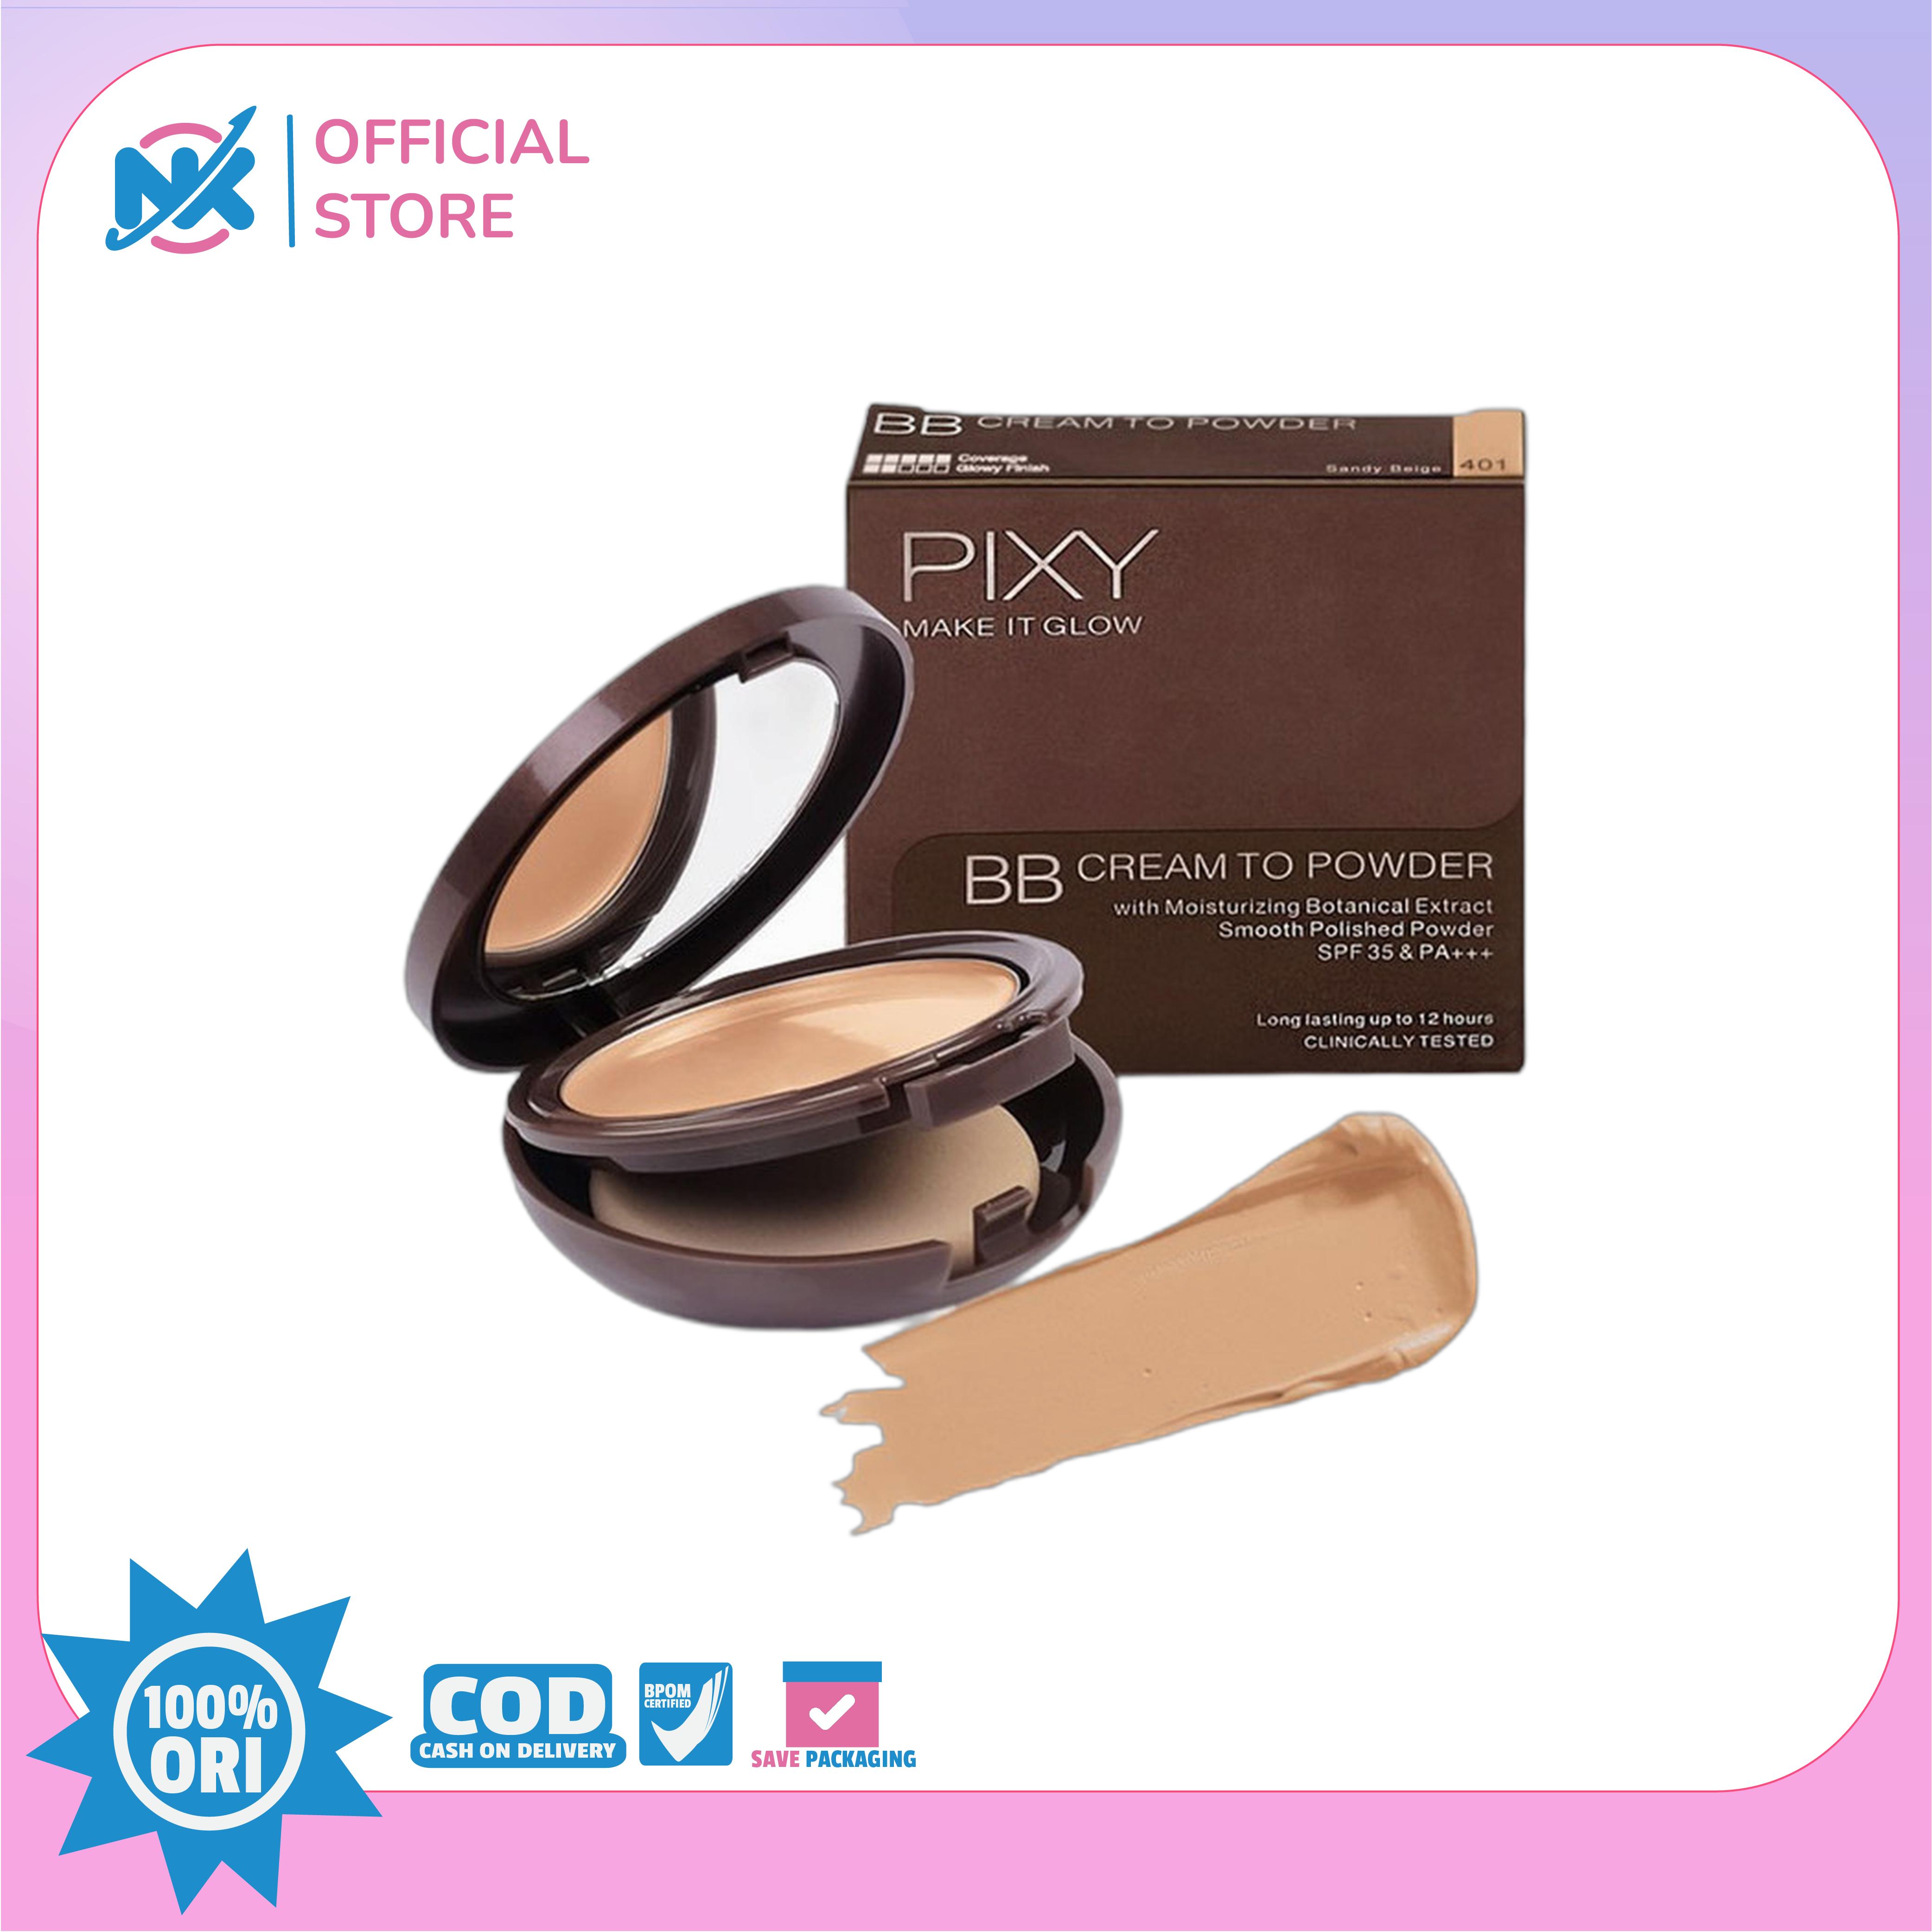 NK
OFFICIAL
STORE
BB CREAM TO POWDER
Coverage
Glowy Finish
Sandy Beige 401
PIXY
MAKE IT GLOW
BB CREAM TO POWDER
with Moisturizing Botanical Extract
Smooth Polished Powder
SPF 35 & PA+++
Long lasting up to 12 hours
CLINICALLY TESTED
100%
ORI
COD
CASH ON DELIVERY
BPOM
CERTIFIED
SAVE PACKAGING